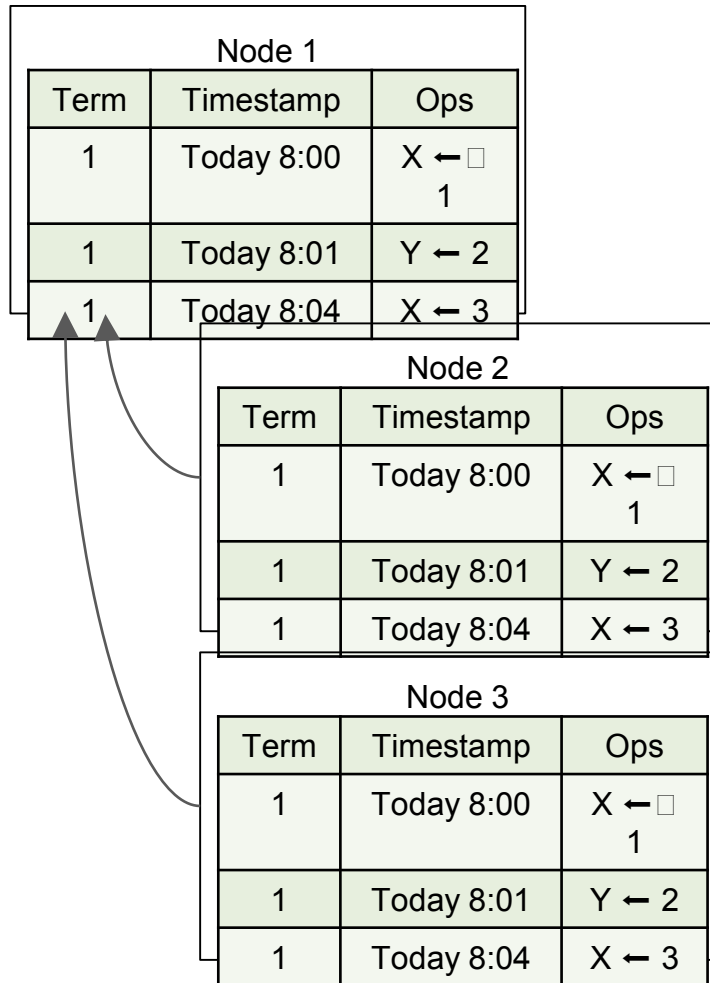 Node 1
Term Timestamp Ops
1 Today 8:00 X ←□
1
1 Today 8:01 Y ← 2
1 Today 8:04 X ← 3
Node 2
Term Timestamp Ops
1 Today 8:00 X ←□
1
1 Today 8:01 Y ← 2
1 Today 8:04 X ← 3
Node 3
Term Timestamp Ops
1 Today 8:00 X ←□
1
1 Today 8:01 Y ← 2
1 Today 8:04 X ← 3